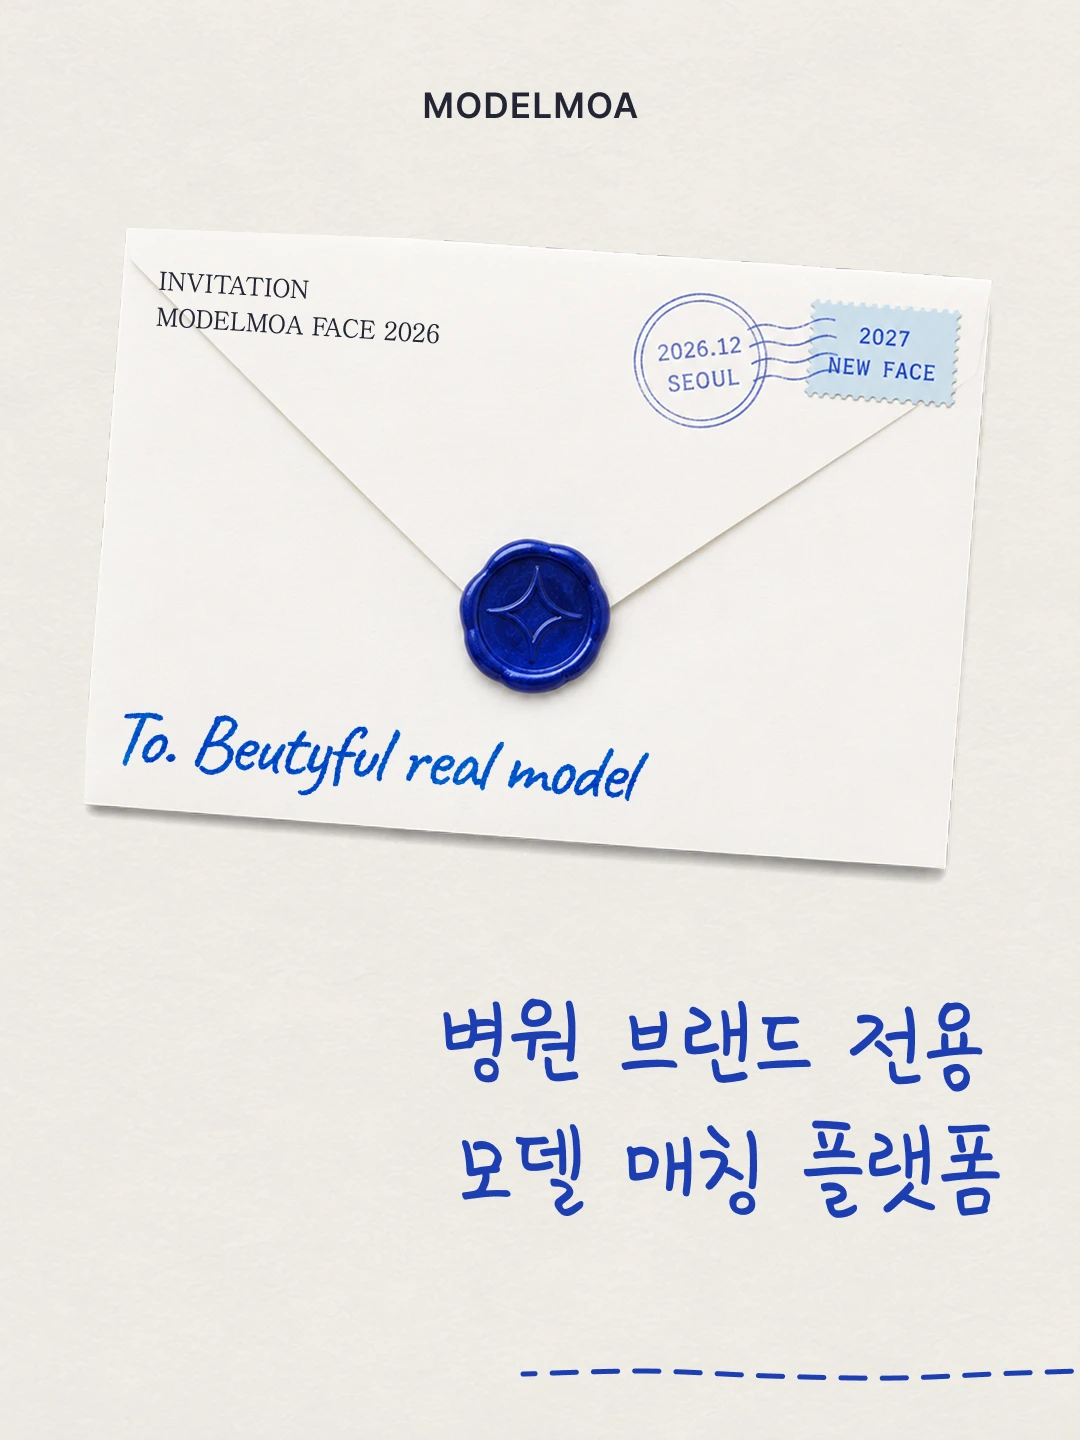 MODELMOA
INVITATION
MODELMOA FACE 2026
2026.12
SEOUL
2027
NEW FACE
To. Beutyful real model
병원 브랜드 전용
모델 매칭 플랫폼